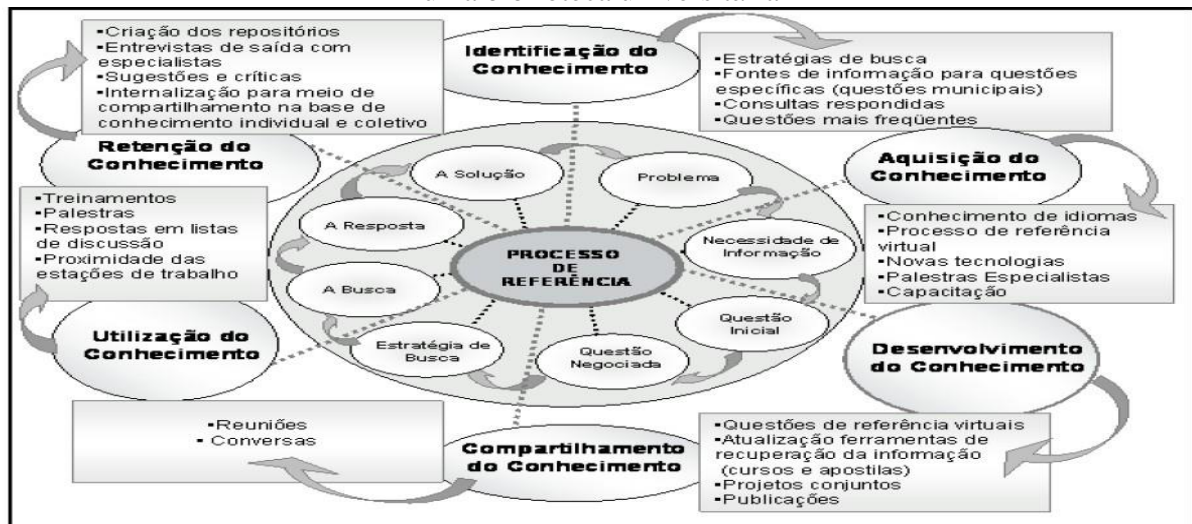 ▪Criação dos repositórios
▪Entrevistas de saída com
especialistas
▪Sugestões e críticas
▪Internalização para meio de
compartilhamento na base de
conhecimento individual e coletivo
Identificação do
Conhecimento
▪Estratégias de busca
▪Fontes de informação para questões
específicas (questões municipais)
▪Consultas respondidas
▪Questões mais freqüentes
Retenção do
Conhecimento
Aquisição do
Conhecimento
▪Treinamentos
▪Palestras
▪Respostas em listas
de discussão
▪Proximidade das
estações de trabalho
▪Conhecimento de idiomas
▪Processo de referência
virtual
▪Novas tecnologias
▪Palestras Especialistas
▪Capacitação
A Solução
Problema
Necessidade de
Informação
Questão
Inicial
Questão
Negociada
Estratégia de
Busca
A Busca
A Resposta
PROCESSO
DE
REFERÊNCIA
Utilização do
Conhecimento
Desenvolvimento
do Conhecimento
▪Reuniões
▪Conversas
Compartilhamento
do Conhecimento
▪Questões de referência virtuais
▪Atualização ferramentas de
recuperação da informação
(cursos e apostilas)
▪Projetos conjuntos
▪Publicações